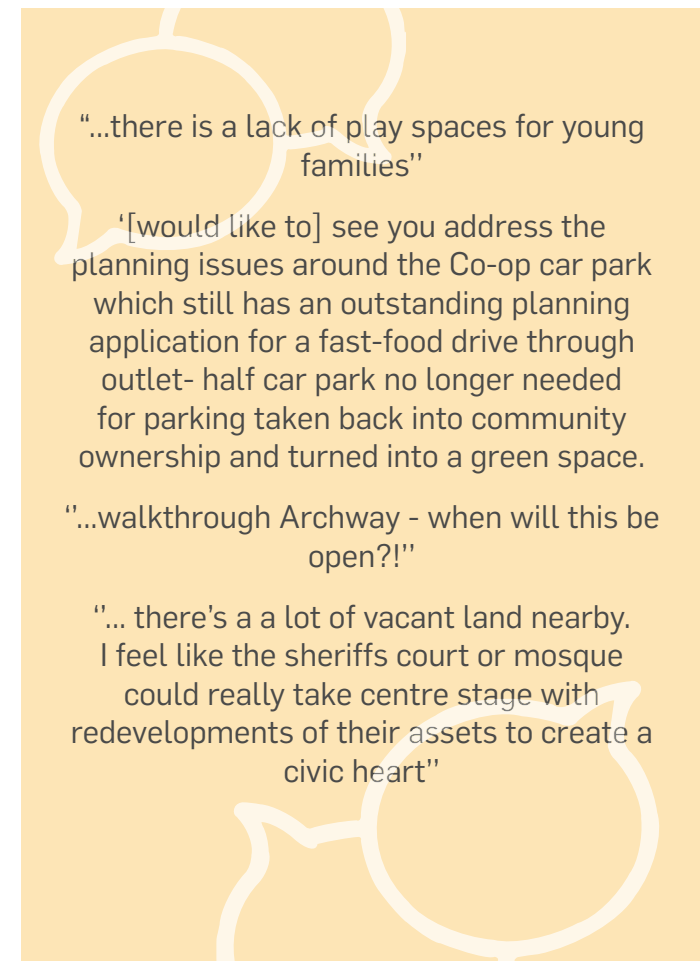 “...there is a lack of play spaces for young
families’’
‘[would like to] see you address the
planning issues around the Co-op car park
which still has an outstanding planning
application for a fast-food drive through
outlet- half car park no longer needed
for parking taken back into community
ownership and turned into a green space.
‘’...walkthrough Archway - when will this be
open?!’’
‘’... there’s a a lot of vacant land nearby.
I feel like the sheriffs court or mosque
could really take centre stage with
redevelopments of their assets to create a
civic heart’’